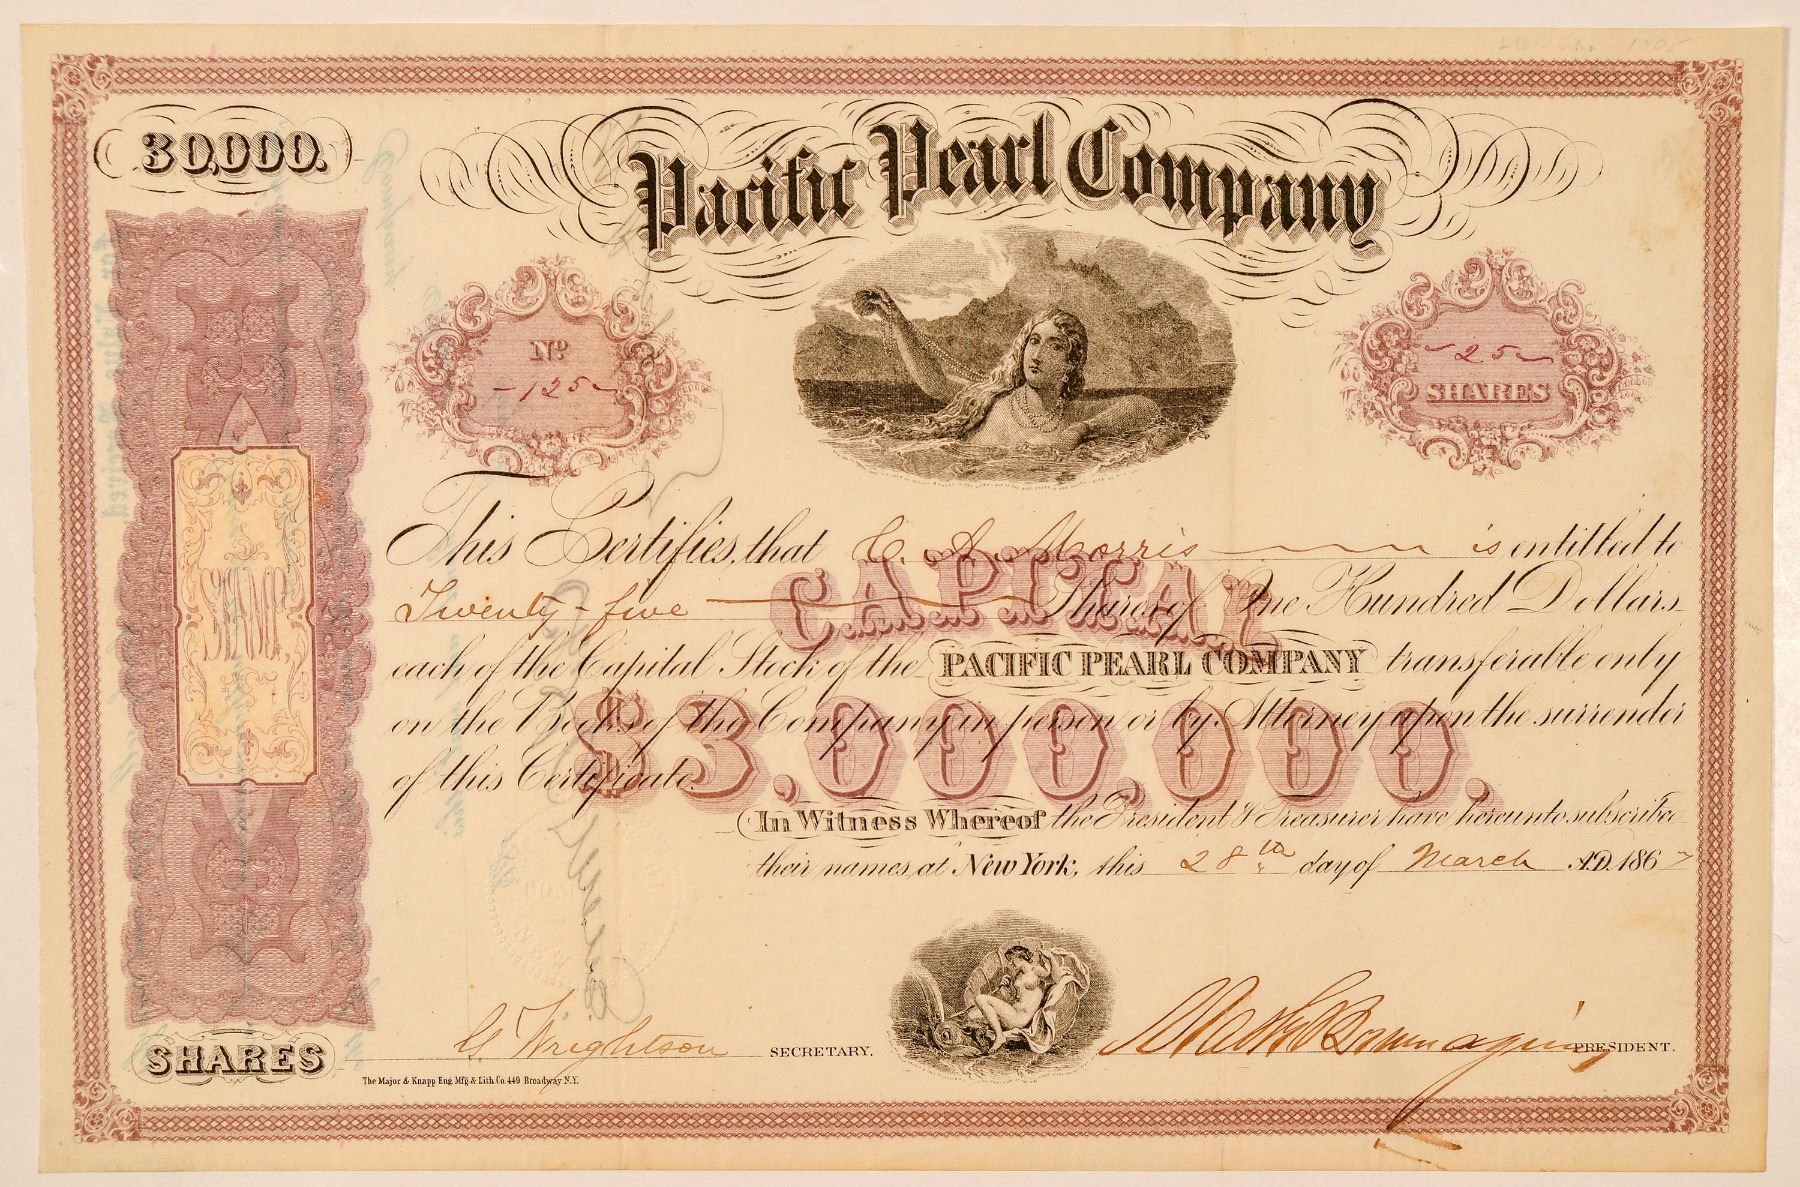 30,000.
Pacific Pearl Company
Nº
125
25
SHARES
This Certifies, that C. A. Morris is entitled to
Twenty-five Shares of One Hundred Dollars
each of the Capital Stock of the PACIFIC PEARL COMPANY transferable only
on the Books of the Company in person or by Attorney upon the surrender
of this Certificate.
CAPITAL
$3.000.000.
In Witness Whereof the President & Treasurer have hereunto subscribed
their names at New York, this 28th day of March A.D. 1867
G. Wrightson SECRETARY.
PRESIDENT.
SHARES
The Major & Knapp Eng. Mfg & Lith. Co. 449 Broadway N.Y.